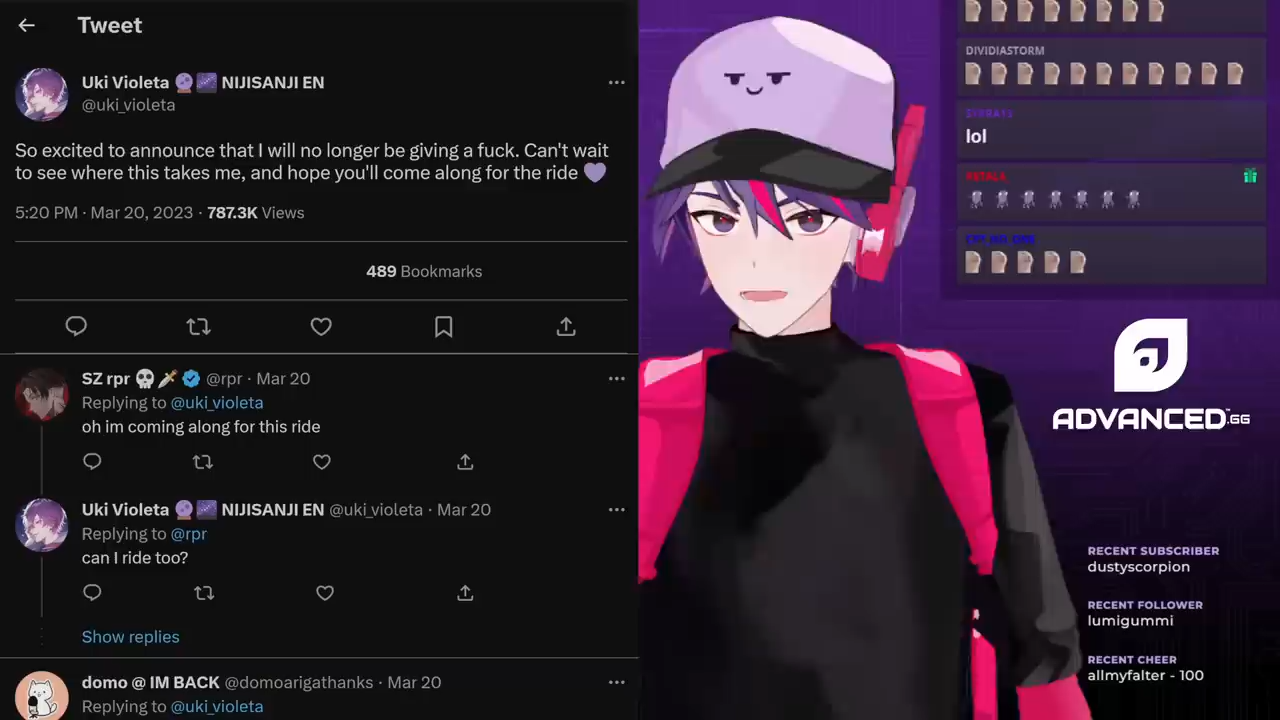 Tweet
Uki Violeta 🔮🌌 NIJISANJI EN
@uki_violeta
So excited to announce that I will no longer be giving a fuck. Can't wait
to see where this takes me, and hope you'll come along for the ride 💜
5:20 PM · Mar 20, 2023 · 787.3K Views
489 Bookmarks
SZ rpr 💀🗡️ @rpr · Mar 20
Replying to @uki_violeta
oh im coming along for this ride
Uki Violeta 🔮🌌 NIJISANJI EN @uki_violeta · Mar 20
Replying to @rpr
can I ride too?
Show replies
domo @ IM BACK @domoarigathanks · Mar 20
Replying to @uki_violeta
DIVIDIASTORM
lol
ADVANCED™.GG
RECENT SUBSCRIBER
dustyscorpion
RECENT FOLLOWER
lumigummi
RECENT CHEER
allmyfalter - 100